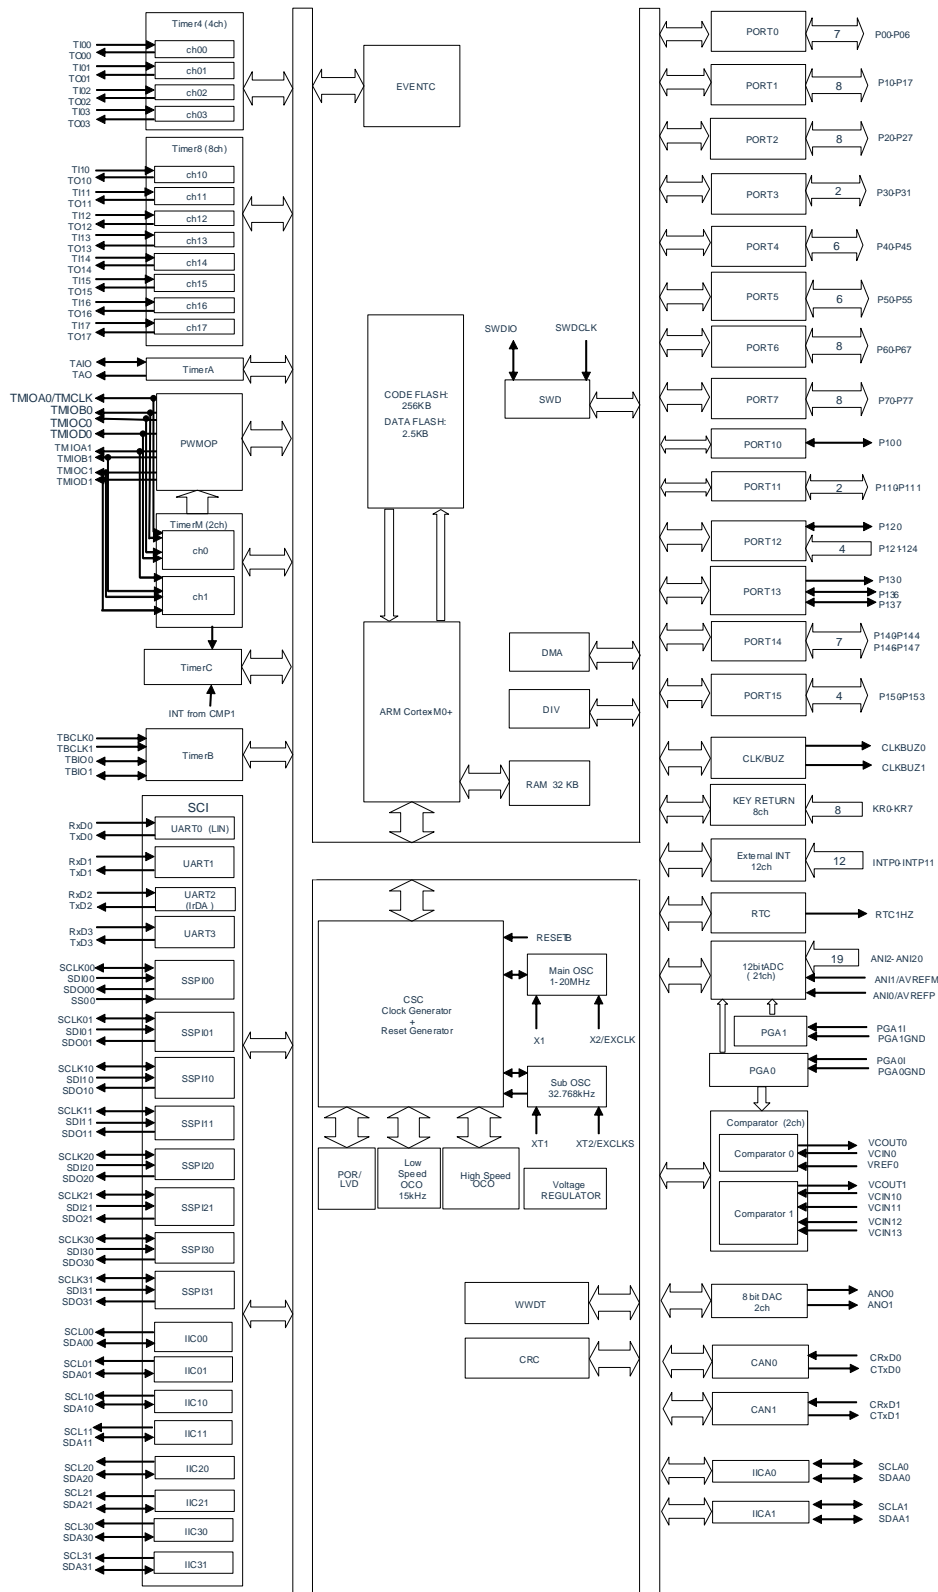 Timer4 (4ch)
TI00
TO00
ch00
TI01
TO01
ch01
TI02
TO02
ch02
TI03
TO03
ch03
Timer8 (8ch)
TI10
TO10
ch10
TI11
TO11
ch11
TI12
TO12
ch12
TI13
TO13
ch13
TI14
TO14
ch14
TI15
TO15
ch15
TI16
TO16
ch16
TI17
TO17
ch17
TAIO
TAO
TimerA
TMIOA0/TMCLK
TMIOB0
TMIOC0
TMIOD0
TMIOA1
TMIOB1
TMIOC1
TMIOD1
PWMOP
TimerM (2ch)
ch0
ch1
TimerC
INT from CMP1
TBCLK0
TBCLK1
TBIO0
TBIO1
TimerB
SCI
RxD0
TxD0
UART0 (LIN)
RxD1
TxD1
UART1
RxD2
TxD2
UART2
(IrDA)
RxD3
TxD3
UART3
SCLK00
SDI00
SDO00
SS00
SSPI00
SCLK01
SDI01
SDO01
SSPI01
SCLK10
SDI10
SDO10
SSPI10
SCLK11
SDI11
SDO11
SSPI11
SCLK20
SDI20
SDO20
SSPI20
SCLK21
SDI21
SDO21
SSPI21
SCLK30
SDI30
SDO30
SSPI30
SCLK31
SDI31
SDO31
SSPI31
SCL00
SDA00
IIC00
SCL01
SDA01
IIC01
SCL10
SDA10
IIC10
SCL11
SDA11
IIC11
SCL20
SDA20
IIC20
SCL21
SDA21
IIC21
SCL30
SDA30
IIC30
SCL31
SDA31
IIC31
EVENTC
CODE FLASH:
256KB
DATA FLASH:
2.5KB
SWDIO
SWDCLK
SWD
ARM Cortex-M0+
DMA
DIV
RAM 32 KB
CSC
Clock Generator
+
Reset Generator
RESETB
Main OSC
1-20MHz
X1
X2/EXCLK
Sub OSC
32.768kHz
XT1
XT2/EXCLKS
POR/
LVD
Low
Speed
OCO
15kHz
High Speed
OCO
Voltage
REGULATOR
WWDT
CRC
PORT0
7
P00-P06
PORT1
8
P10-P17
PORT2
8
P20-P27
PORT3
2
P30-P31
PORT4
6
P40-P45
PORT5
6
P50-P55
PORT6
8
P60-P67
PORT7
8
P70-P77
PORT10
P100
PORT11
2
P110-P111
PORT12
P120
4
P121-124
PORT13
P130
P136
P137
PORT14
7
P140-P144
P146-P147
PORT15
4
P150-P153
CLK/BUZ
CLKBUZ0
CLKBUZ1
KEY RETURN
8ch
8
KR0-KR7
External INT
12ch
12
INTP0-INTP11
RTC
RTC1HZ
12bitADC
(21ch)
19
ANI2-ANI20
ANI1/AVREFM
ANI0/AVREFP
PGA1
PGA1I
PGA1GND
PGA0
PGA0I
PGA0GND
Comparator (2ch)
Comparator 0
VCOUT0
VCIN0
VREF0
Comparator 1
VCOUT1
VCIN10
VCIN11
VCIN12
VCIN13
8bit DAC
2ch
ANO0
ANO1
CAN0
CRxD0
CTxD0
CAN1
CRxD1
CTxD1
IICA0
SCLA0
SDAA0
IICA1
SCLA1
SDAA1